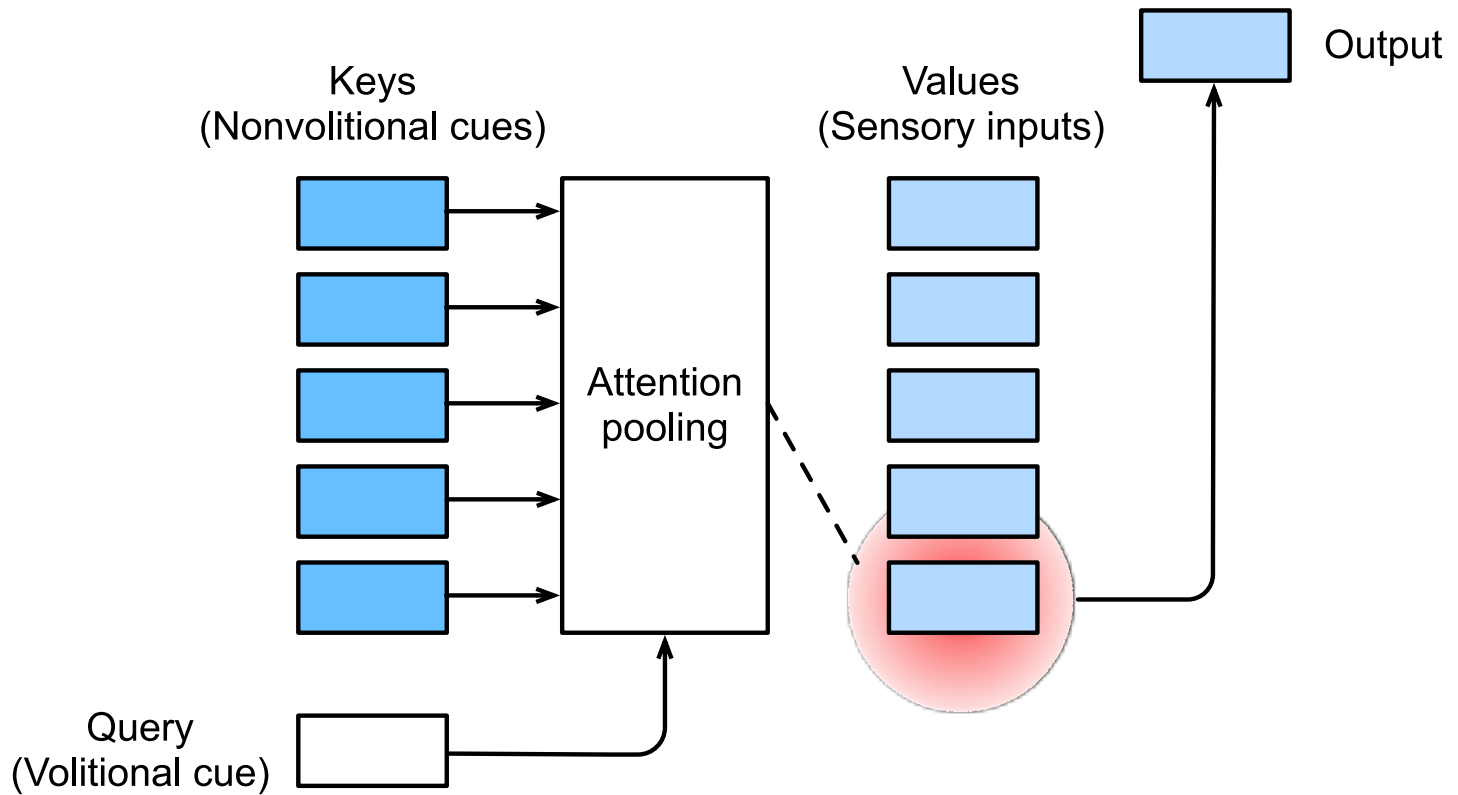 Keys
(Nonvolitional cues)
Values
(Sensory inputs)
Output
Attention
pooling
Query
(Volitional cue)